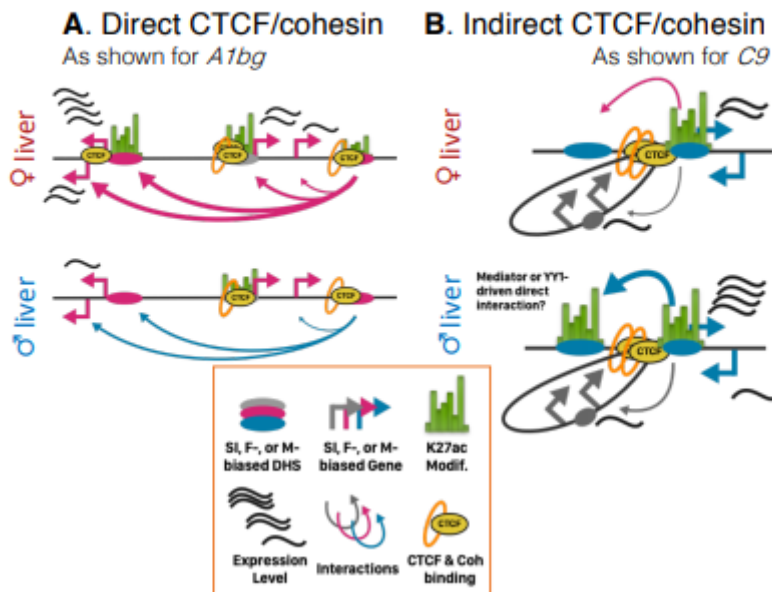 A. Direct CTCF/cohesin
As shown for A1bg
B. Indirect CTCF/cohesin
As shown for C9
♀ liver
CTCF
CTCF
CTCF
♀ liver
CTCF
♂ liver
CTCF
CTCF
Mediator or YY1-
driven direct
interaction?
♂ liver
CTCF
SI, F-, or M-
biased DHS
SI, F-, or M-
biased Gene
K27ac
Modif.
CTCF
Expression
Level
Interactions
CTCF & Coh
binding